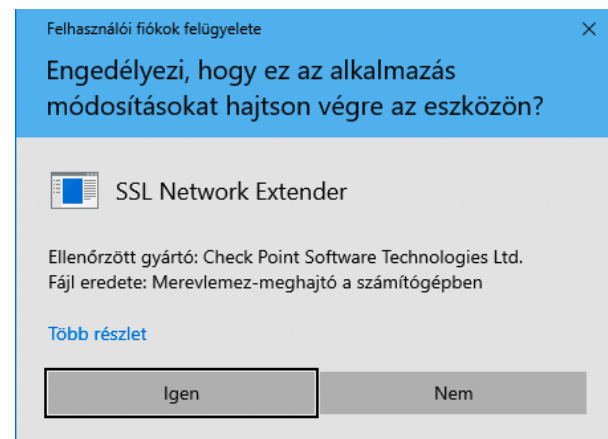 Felhasználói fiókok felügyelete
Engedélyezi, hogy ez az alkalmazás
módosításokat hajtson végre az eszközön?
SSL Network Extender
Ellenőrzött gyártó: Check Point Software Technologies Ltd.
Fájl eredete: Merevlemez-meghajtó a számítógépben
Több részlet
Igen
Nem